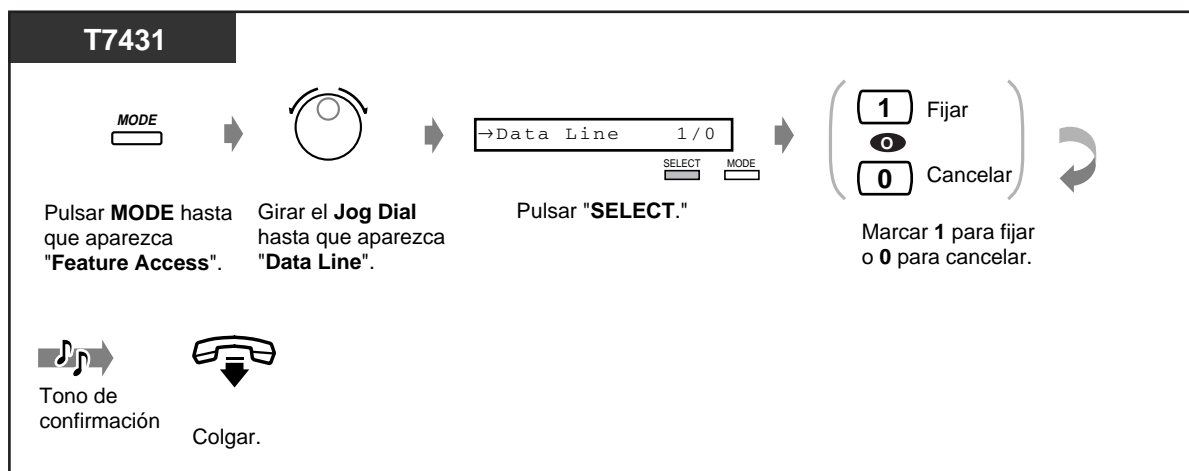 T7431
MODE
→Data Line 1/0
SELECT MODE
1 Fijar
O
0 Cancelar
Pulsar MODE hasta
que aparezca
"Feature Access".
Girar el Jog Dial
hasta que aparezca
"Data Line".
Pulsar "SELECT."
Marcar 1 para fijar
o 0 para cancelar.
Tono de
confirmación
Colgar.